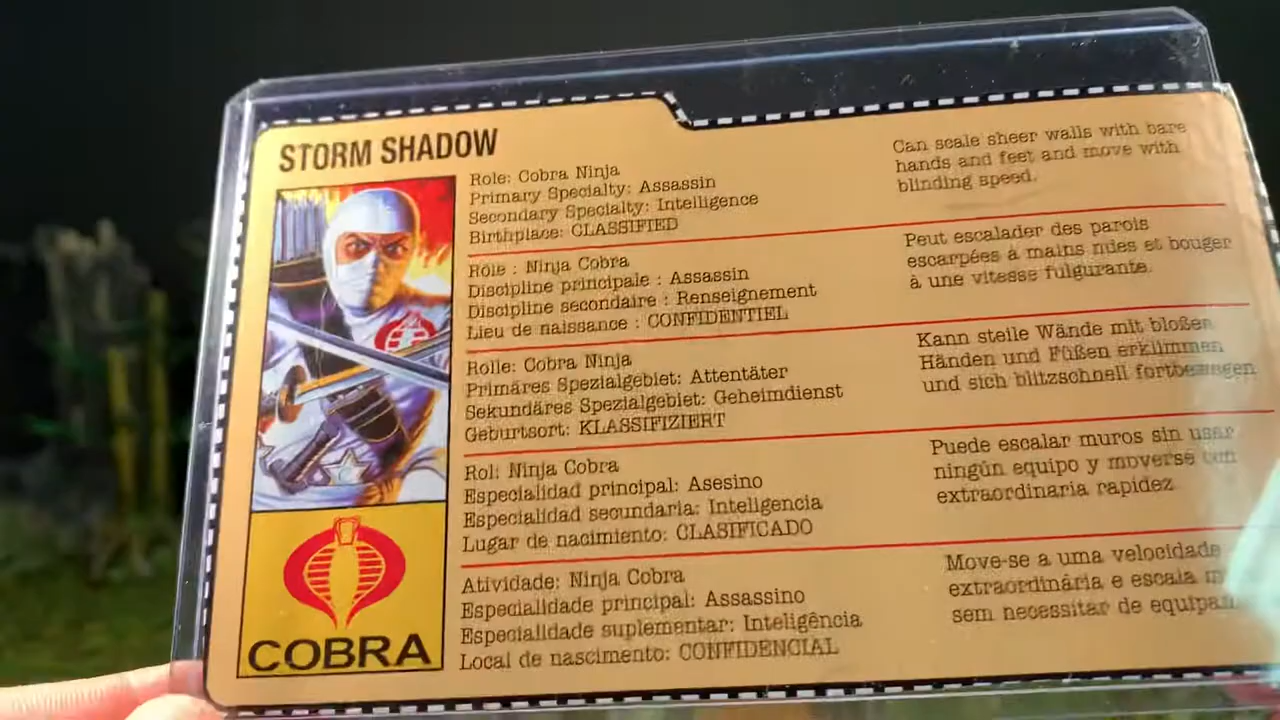 STORM SHADOW
Role: Cobra Ninja
Primary Specialty: Assassin
Secondary Specialty: Intelligence
Birthplace: CLASSIFIED
Can scale sheer walls with bare
hands and feet and move with
blinding speed.
Rôle : Ninja Cobra
Discipline principale : Assassin
Discipline secondaire : Renseignement
Lieu de naissance : CONFIDENTIEL
Peut escalader des parois
escarpées à mains nues et bouger
à une vitesse fulgurante.
Rolle: Cobra Ninja
Primäres Spezialgebiet: Attentäter
Sekundäres Spezialgebiet: Geheimdienst
Geburtsort: KLASSIFIZIERT
Kann steile Wände mit bloßen
Händen und Füßen erklimmen
und sich blitzschnell fortbewegen
Rol: Ninja Cobra
Especialidad principal: Asesino
Especialidad secundaria: Inteligencia
Lugar de nacimiento: CLASIFICADO
Puede escalar muros sin usar
ningún equipo y moverse con
extraordinaria rapidez
Atividade: Ninja Cobra
Especialidade principal: Assassino
Especialidade suplementar: Inteligência
Local de nascimento: CONFIDENCIAL
Move-se a uma velocidade
extraordinária e escala
sem necessitar de
COBRA